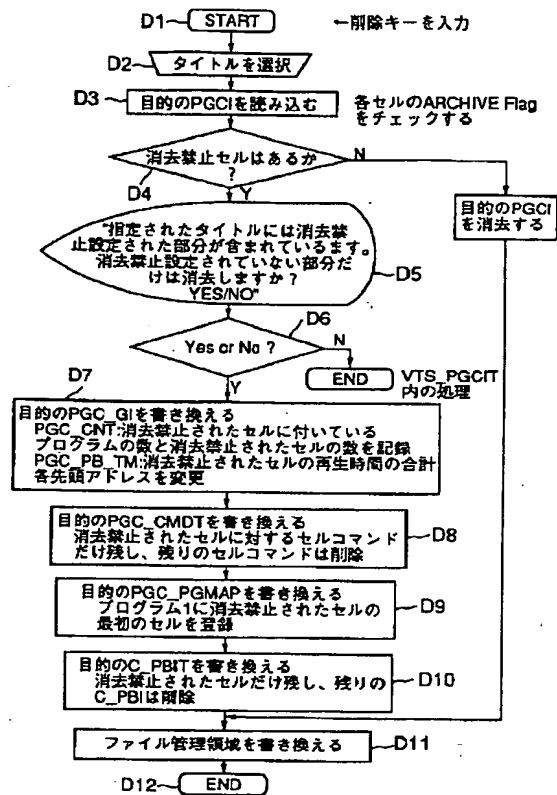 D1 START ←削除キーを入力
D2 タイトルを選択
D3 目的のPGCIを読み込む
各セルのARCHIVE Flag
をチェックする
消去禁止セルはあるか
?
D4
N
Y
目的のPGCI
を消去する
"指定されたタイトルには消去禁
止設定された部分が含まれているます。
消去禁止設定されていない部分だ
けは消去しますか?
YES/NO"
D5
D6
Yes or No ?
N
END
VTS_PGCIT
内の処理
Y
D7
目的のPGC_GIを書き換える
PGC_CNT:消去禁止されたセルに付いている
プログラムの数と消去禁止されたセルの数を記録
PGC_PB_TM:消去禁止されたセルの再生時間の合計
各先頭アドレスを変更
目的のPGC_CMDTを書き換える
消去禁止されたセルに対するセルコマンド
だけ残し、残りのセルコマンドは削除
D8
目的のPGC_PGMAPを書き換える
プログラム1に消去禁止されたセルの
最初のセルを登録
D9
目的のC_PBITを書き換える
消去禁止されたセルだけ残し、残りの
C_PBIは削除
D10
ファイル管理領域を書き換える
D11
D12 END